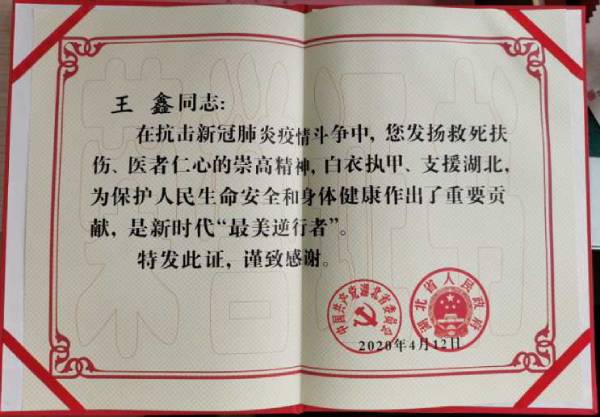 王 鑫同志：
在抗击新冠肺炎疫情斗争中，您发扬救死扶
伤、医者仁心的崇高精神，白衣执甲、支援湖北，
为保护人民生命安全和身体健康作出了重要贡
献，是新时代“最美逆行者”。
特发此证，谨致感谢。
中国共产党湖北省委员会
湖北省人民政府
2020年4月12日
荣誉证书